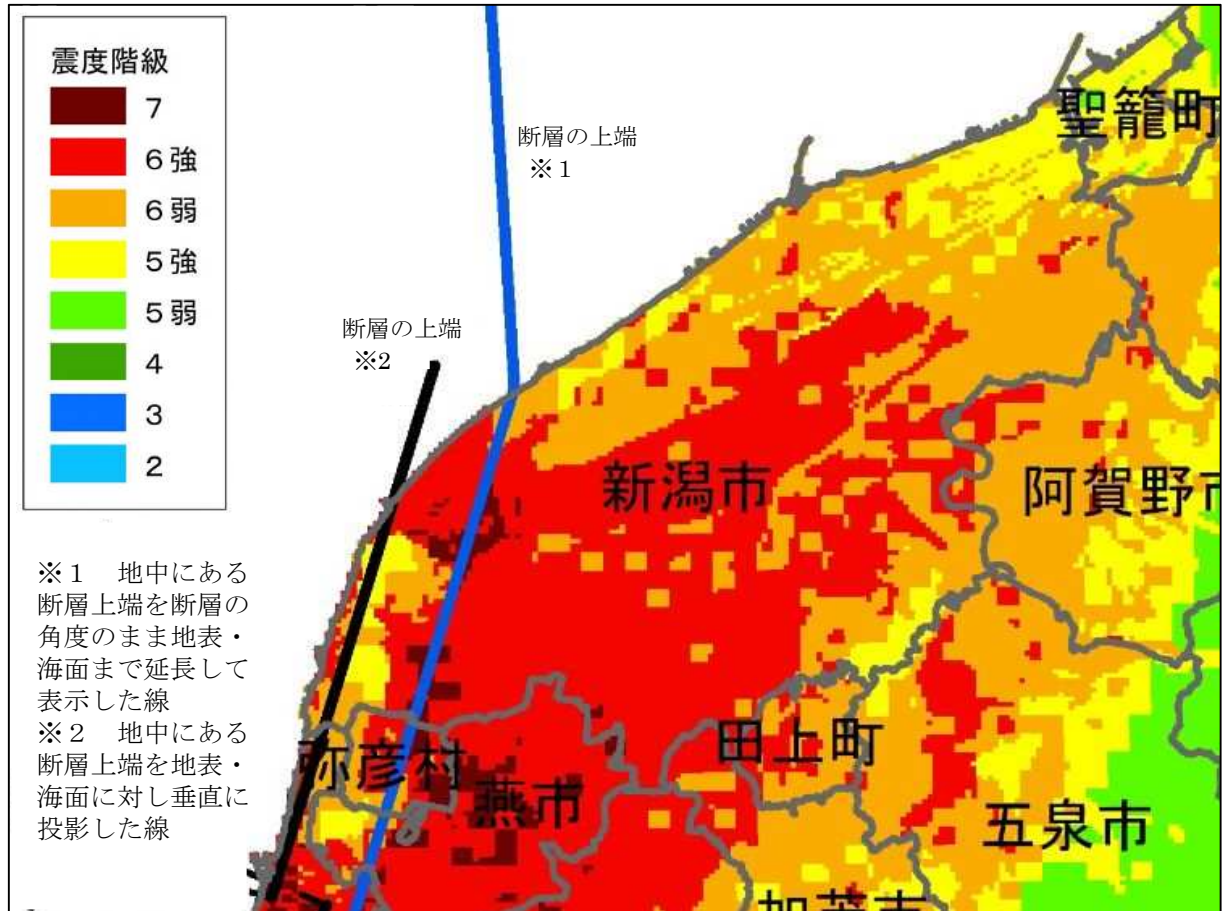 震度階級
7
6強
6弱
5強
5弱
4
3
2
断層の上端
※1
断層の上端
※2
聖籠町
新潟市
阿賀野市
弥彦村
燕市
田上町
五泉市
加茂市
※1 地中にある
断層上端を断層の
角度のまま地表・
海面まで延長して
表示した線
※2 地中にある
断層上端を地表・
海面に対し垂直に
投影した線